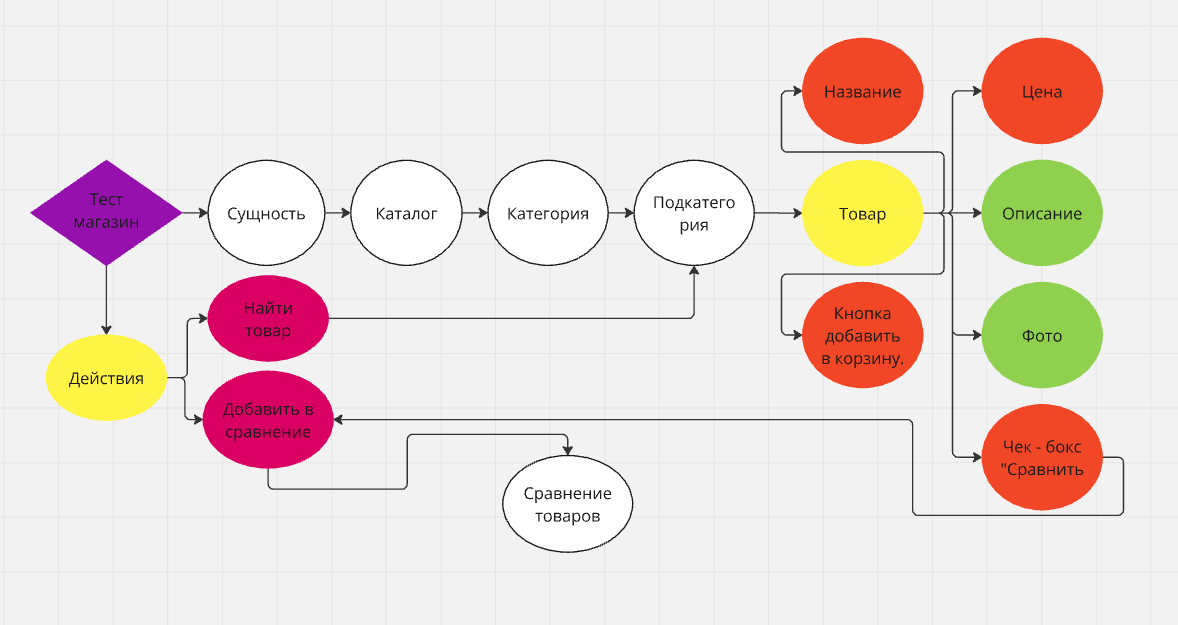 Название
Цена
Тест
магазин
Сущность
Каталог
Категория
Подкатего
рия
Товар
Описание
Найти
товар
Кнопка
добавить
в корзину.
Фото
Действия
Добавить в
сравнение
Чек - бокс
"Сравнить
Сравнение
товаров